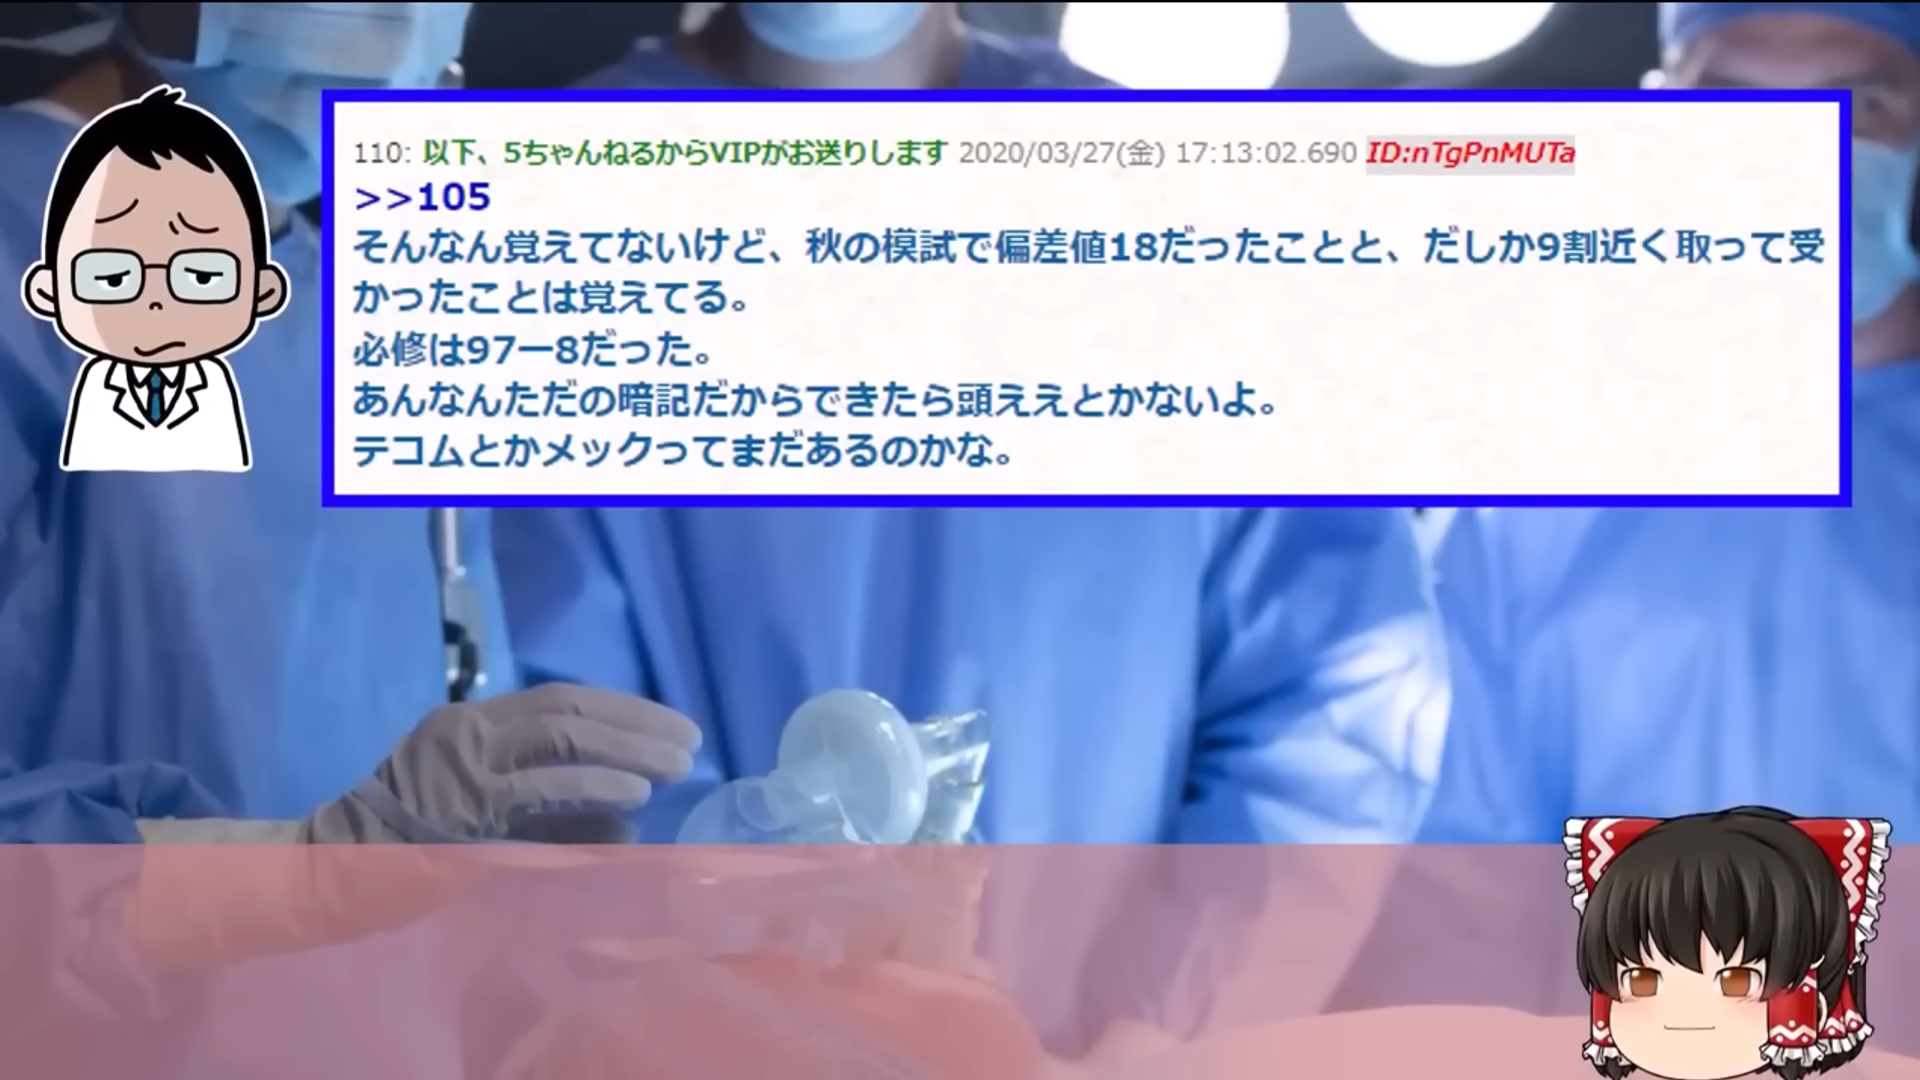 110: 以下、5ちゃんねるからVIPがお送りします 2020/03/27(金) 17:13:02.690 ID:nTgPnMUTa
>>105
そんなん覚えてないけど、秋の模試で偏差値18だったことと、だしか9割近く取って受
かったことは覚えてる。
必修は97ー8だった。
あんなんただの暗記だからできたら頭ええとかないよ。
テコムとかメックってまだあるのかな。